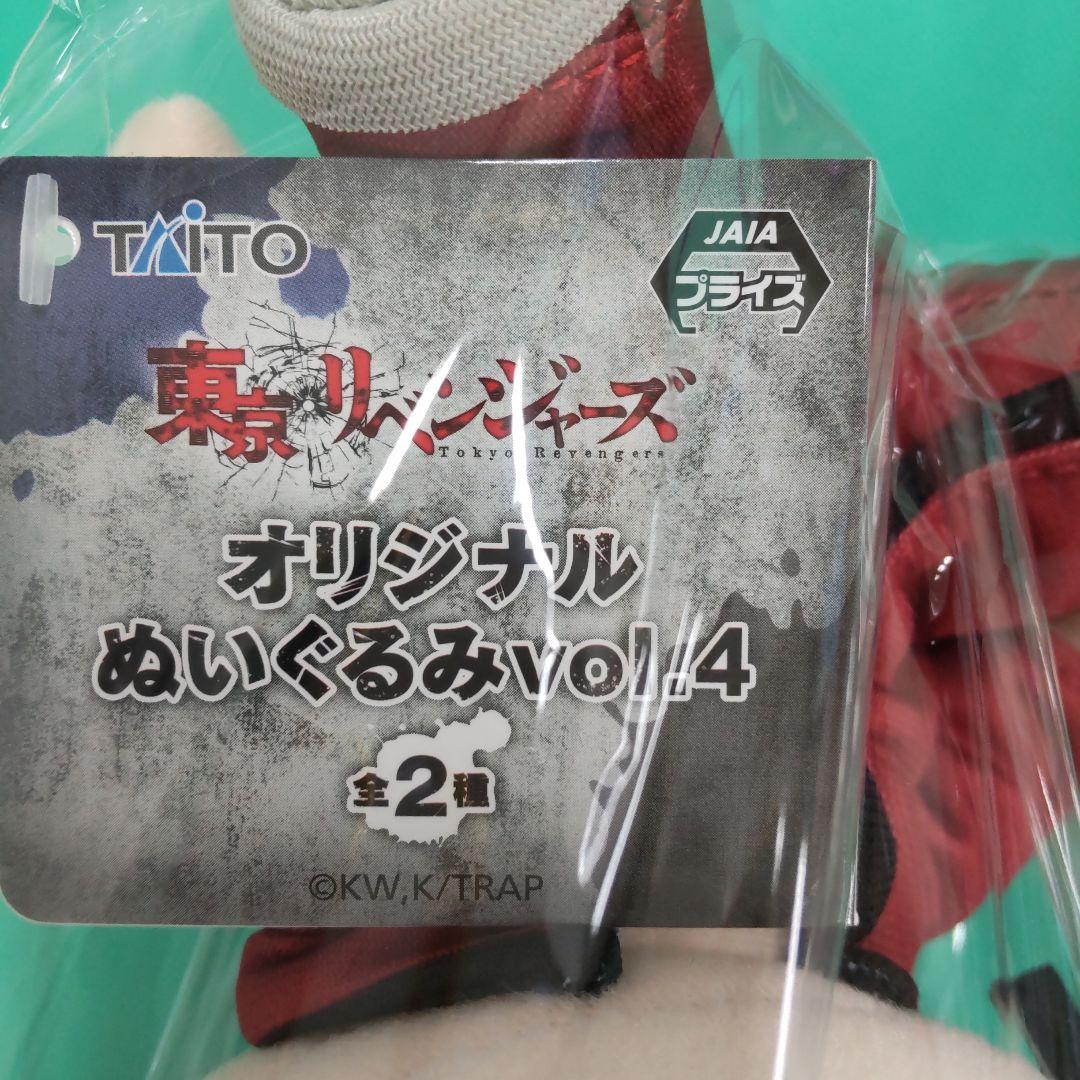 TAITO
JAIA
プライズ
東京リベンジャーズ
Tokyo Revengers
オリジナル
ぬいぐるみvol.4
全2種
©KW,K/TRAP